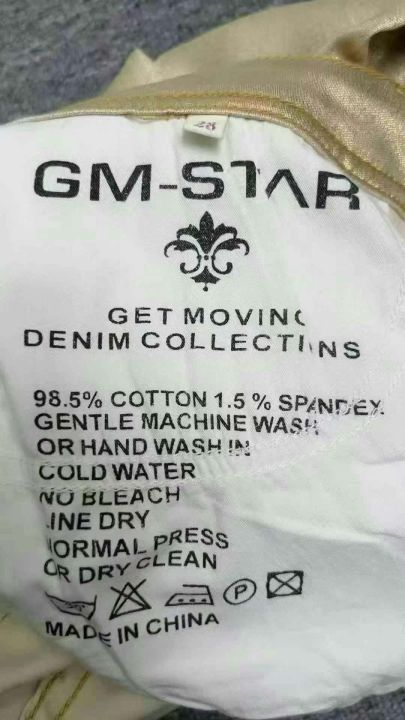 28
GM-STAR
GET MOVING
DENIM COLLECTIONS
98.5% COTTON 1.5 % SPANDEX
GENTLE MACHINE WASH
OR HAND WASH IN
COLD WATER
NO BLEACH
LINE DRY
NORMAL PRESS
OR DRY CLEAN
P
MADE IN CHINA